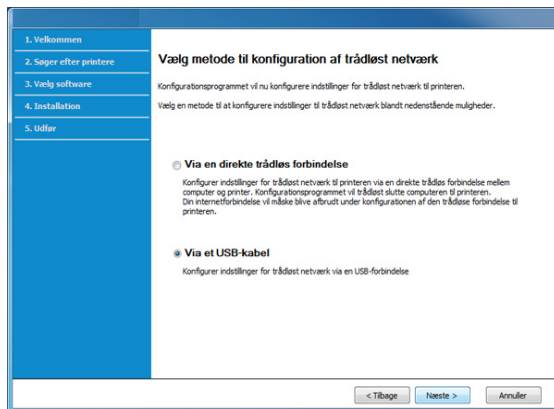 1. Velkommen
2. Søger efter printere
3. Vælg software
4. Installation
5. Udfør
Vælg metode til konfiguration af trådløst netværk
Konfigurationsprogrammet vil nu konfigurere indstillinger for trådløst netværk til printeren.
Vælg en metode til at konfigurere indstillinger til trådløst netværk blandt nedenstående muligheder.
Via en direkte trådløs forbindelse
Konfigurer indstillinger for trådløst netværk til printeren via en direkte trådløs forbindelse mellem
computer og printer. Konfigurationsprogrammet vil trådløst slutte computeren til printeren.
Din internetforbindelse vil måske blive afbrudt under konfigurationen af den trådløse forbindelse til
printeren.
Via et USB-kabel
Konfigurer indstillinger for trådløst netværk via en USB-forbindelse
< Tilbage
Næste >
Annuller